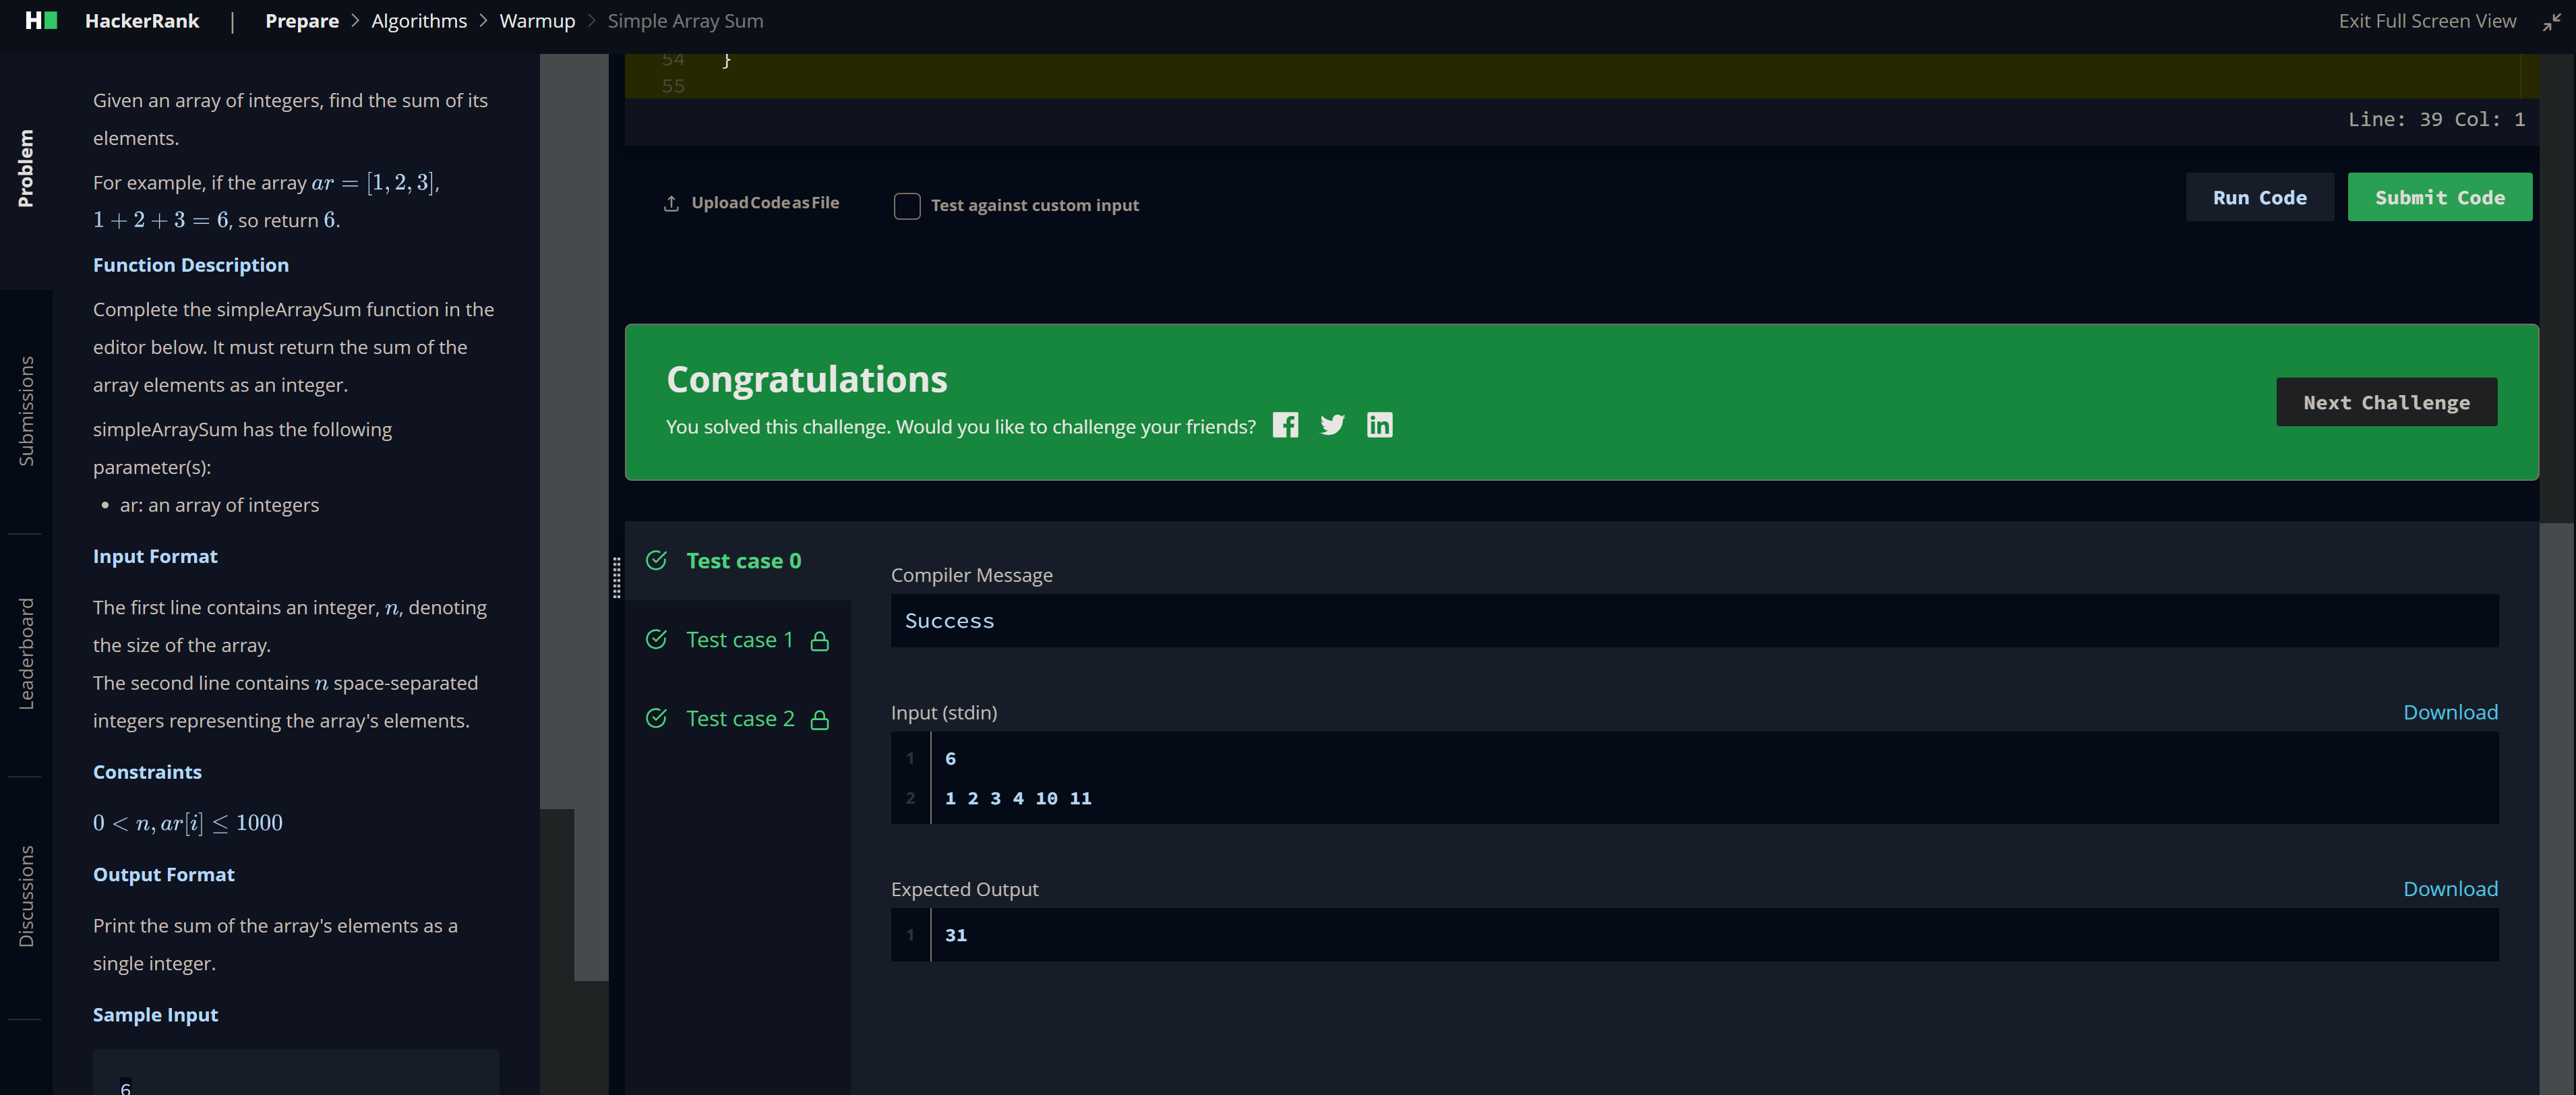 H HackerRank | Prepare > Algorithms > Warmup > Simple Array Sum
Exit Full Screen View
Problem
Submissions
Leaderboard
Discussions
Given an array of integers, find the sum of its
elements.
For example, if the array ar = [1, 2, 3],
1 + 2 + 3 = 6, so return 6.
Function Description
Complete the simpleArraySum function in the
editor below. It must return the sum of the
array elements as an integer.
simpleArraySum has the following
parameter(s):
• ar: an array of integers
Input Format
The first line contains an integer, n, denoting
the size of the array.
The second line contains n space-separated
integers representing the array's elements.
Constraints
0 < n, ar[i] ≤ 1000
Output Format
Print the sum of the array's elements as a
single integer.
Sample Input
6
54 }
55
Line: 39 Col: 1
Upload Code as File
Test against custom input
Run Code
Submit Code
Congratulations
You solved this challenge. Would you like to challenge your friends?
Next Challenge
Test case 0
Test case 1
Test case 2
Compiler Message
Success
Input (stdin)
Download
1 6
2 1 2 3 4 10 11
Expected Output
Download
1 31